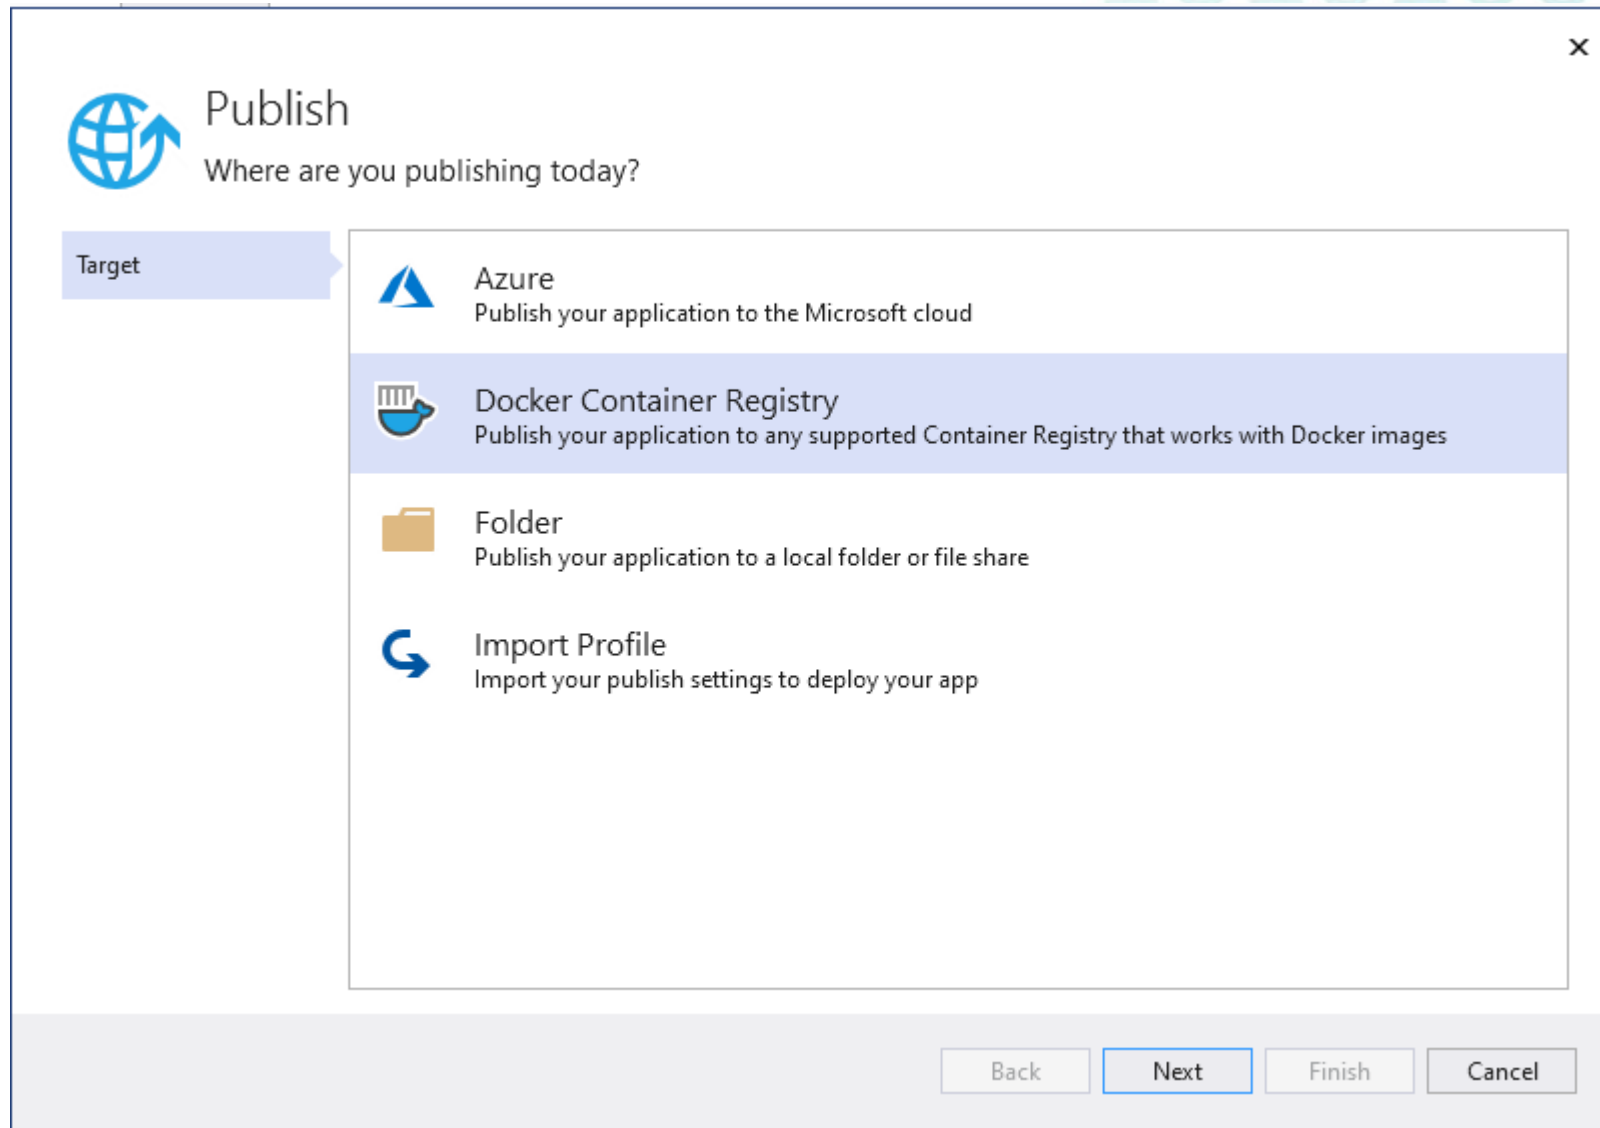 Publish
Where are you publishing today?
Target
Azure
Publish your application to the Microsoft cloud
Docker Container Registry
Publish your application to any supported Container Registry that works with Docker images
Folder
Publish your application to a local folder or file share
Import Profile
Import your publish settings to deploy your app
Back
Next
Finish
Cancel